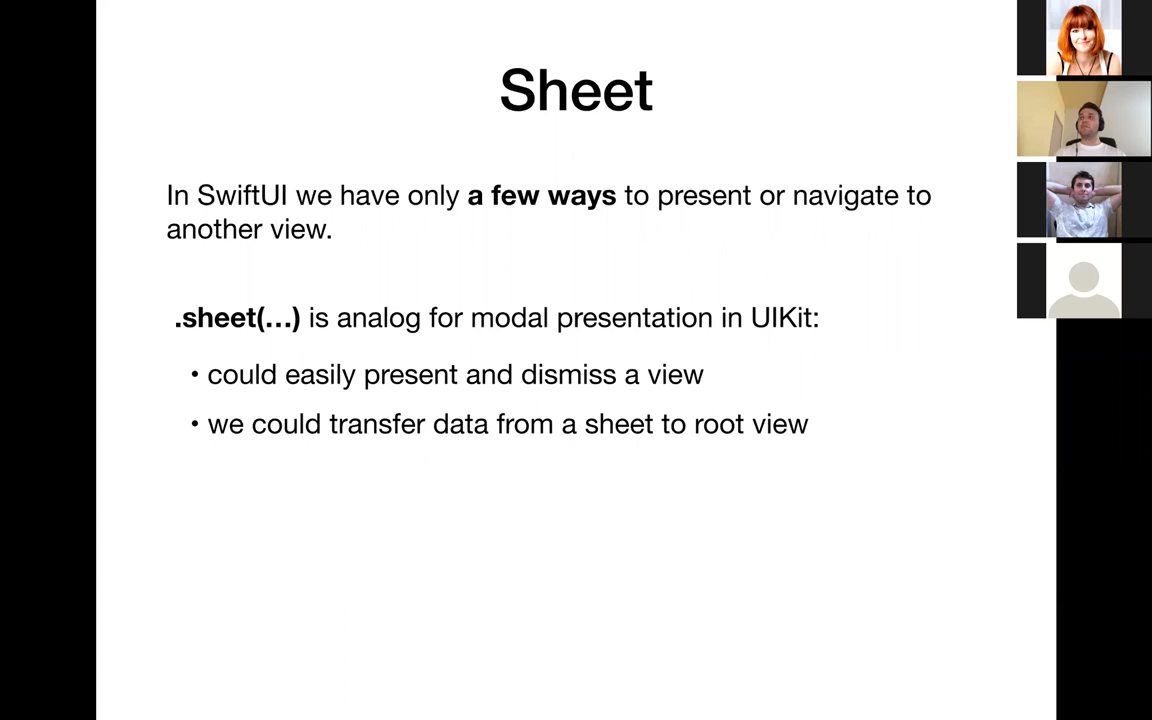 Sheet
In SwiftUI we have only a few ways to present or navigate to
another view.
.sheet(…) is analog for modal presentation in UIKit:
• could easily present and dismiss a view
• we could transfer data from a sheet to root view